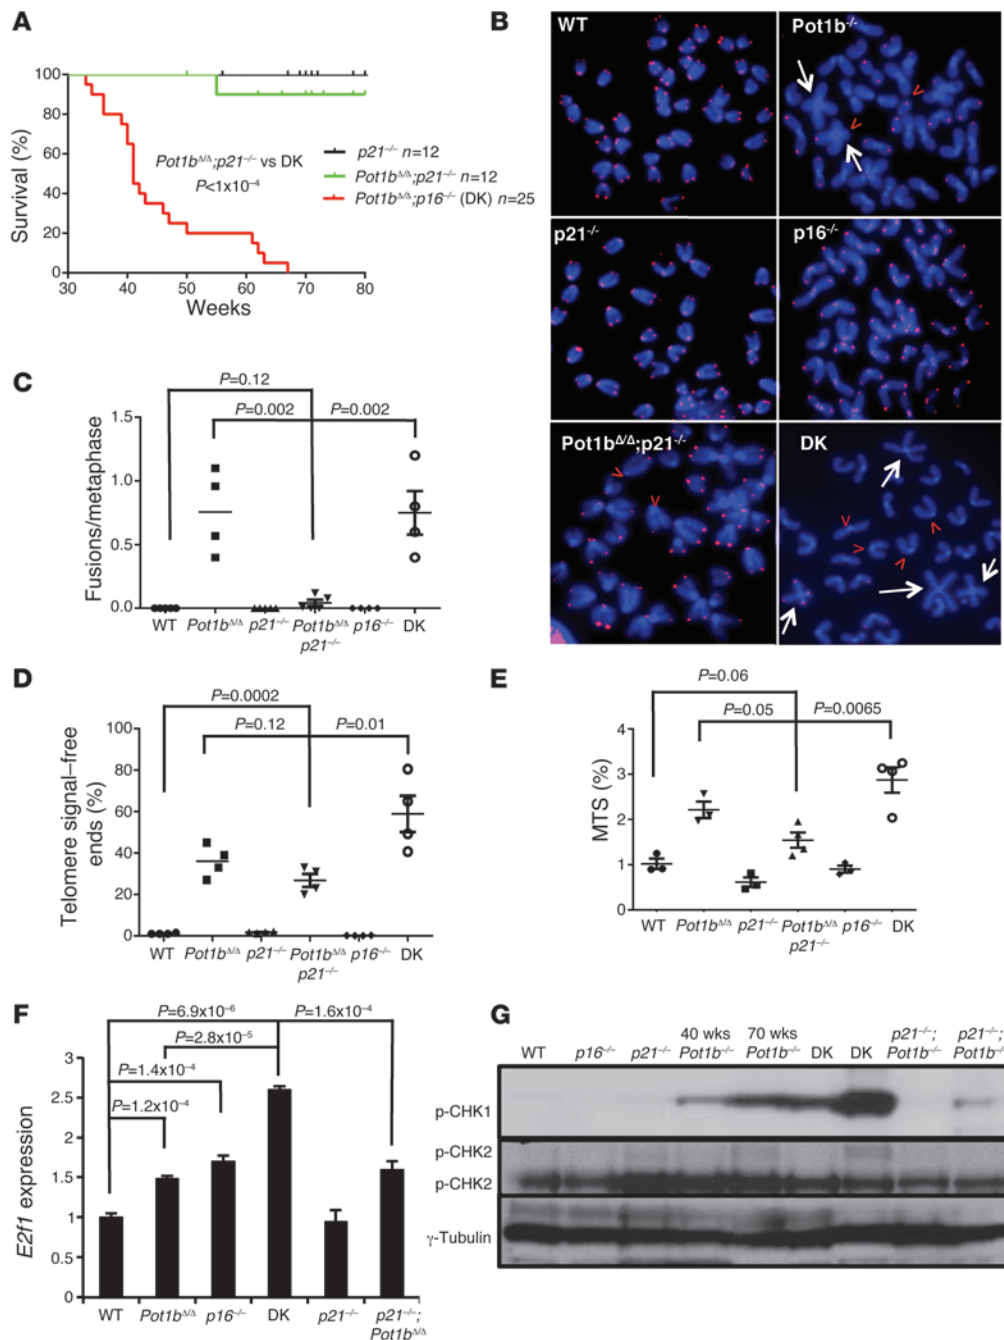 A
Survival (%)
100
80
60
40
20
0
30 40 50 60 70 80
Weeks
Pot1bΔ/Δ;p21–/– vs DK
P<1x10–4
p21–/– n=12
Pot1bΔ/Δ;p21–/– n=12
Pot1bΔ/Δ;p16–/– (DK) n=25
B
WT
Pot1b-/-
p21-/-
p16-/-
Pot1bΔ/Δ;p21-/-
DK
C
P=0.12
P=0.002 P=0.002
Fusions/metaphase
1.5
1.0
0.5
0.0
WT Pot1bΔ/Δ p21–/– Pot1bΔ/Δ p16–/– DK
p21–/–
D
P=0.0002
P=0.12 P=0.01
Telomere signal–free
ends (%)
100
80
60
40
20
0
WT Pot1bΔ/Δ p21–/– Pot1bΔ/Δ p16–/– DK
p21–/–
E
P=0.06
P=0.05 P=0.0065
MTS (%)
4
3
2
1
0
WT Pot1bΔ/Δ p21–/– Pot1bΔ/Δ p16–/– DK
p21–/–
F
P=6.9x10–6 P=1.6x10–4
P=2.8x10–5
P=1.4x10–4
P=1.2x10–4
E2f1 expression
3
2.5
2
1.5
1
0.5
0
WT Pot1bΔ/Δ p16–/– DK p21–/– p21–/–;
Pot1bΔ/Δ
G
40 wks 70 wks p21–/–; p21–/–;
WT p16–/– p21–/– Pot1b–/– Pot1b–/– DK DK Pot1b–/– Pot1b–/–
p-CHK1
p-CHK2
p-CHK2
γ-Tubulin